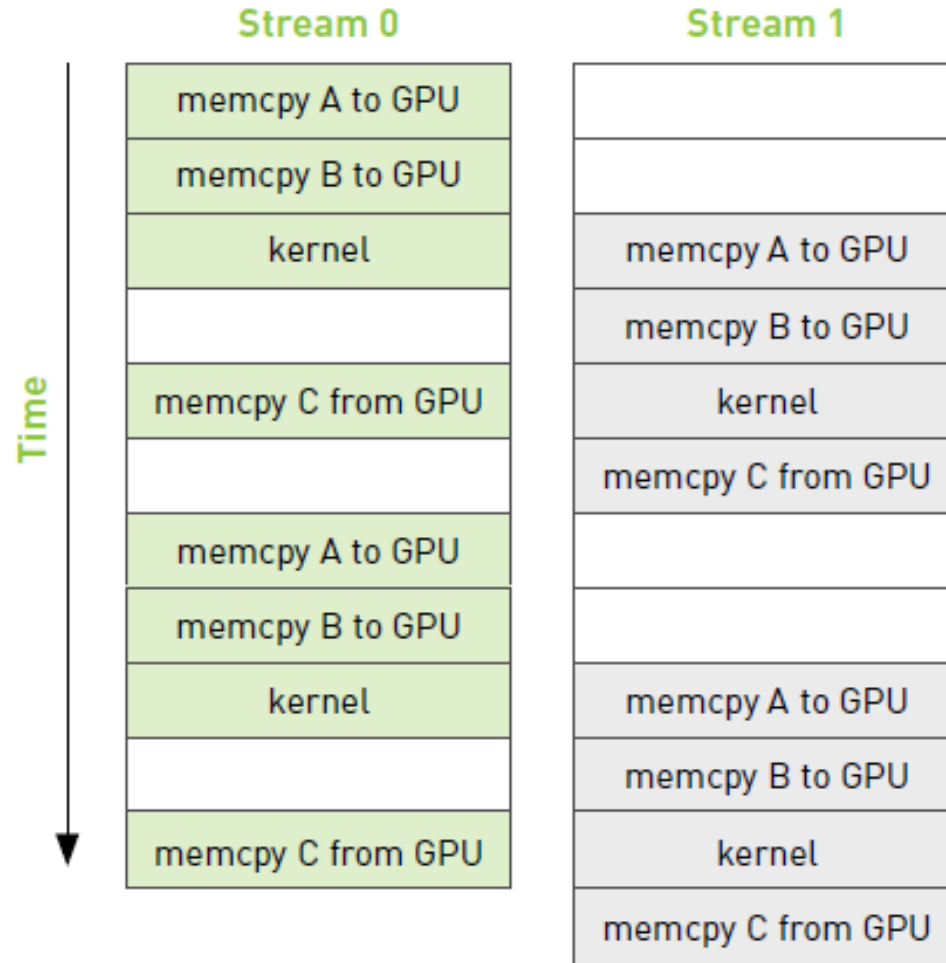 Stream 0
Stream 1
Time
memcpy A to GPU
memcpy B to GPU
kernel
memcpy A to GPU
memcpy B to GPU
memcpy C from GPU
kernel
memcpy C from GPU
memcpy A to GPU
memcpy B to GPU
kernel
memcpy A to GPU
memcpy B to GPU
memcpy C from GPU
kernel
memcpy C from GPU